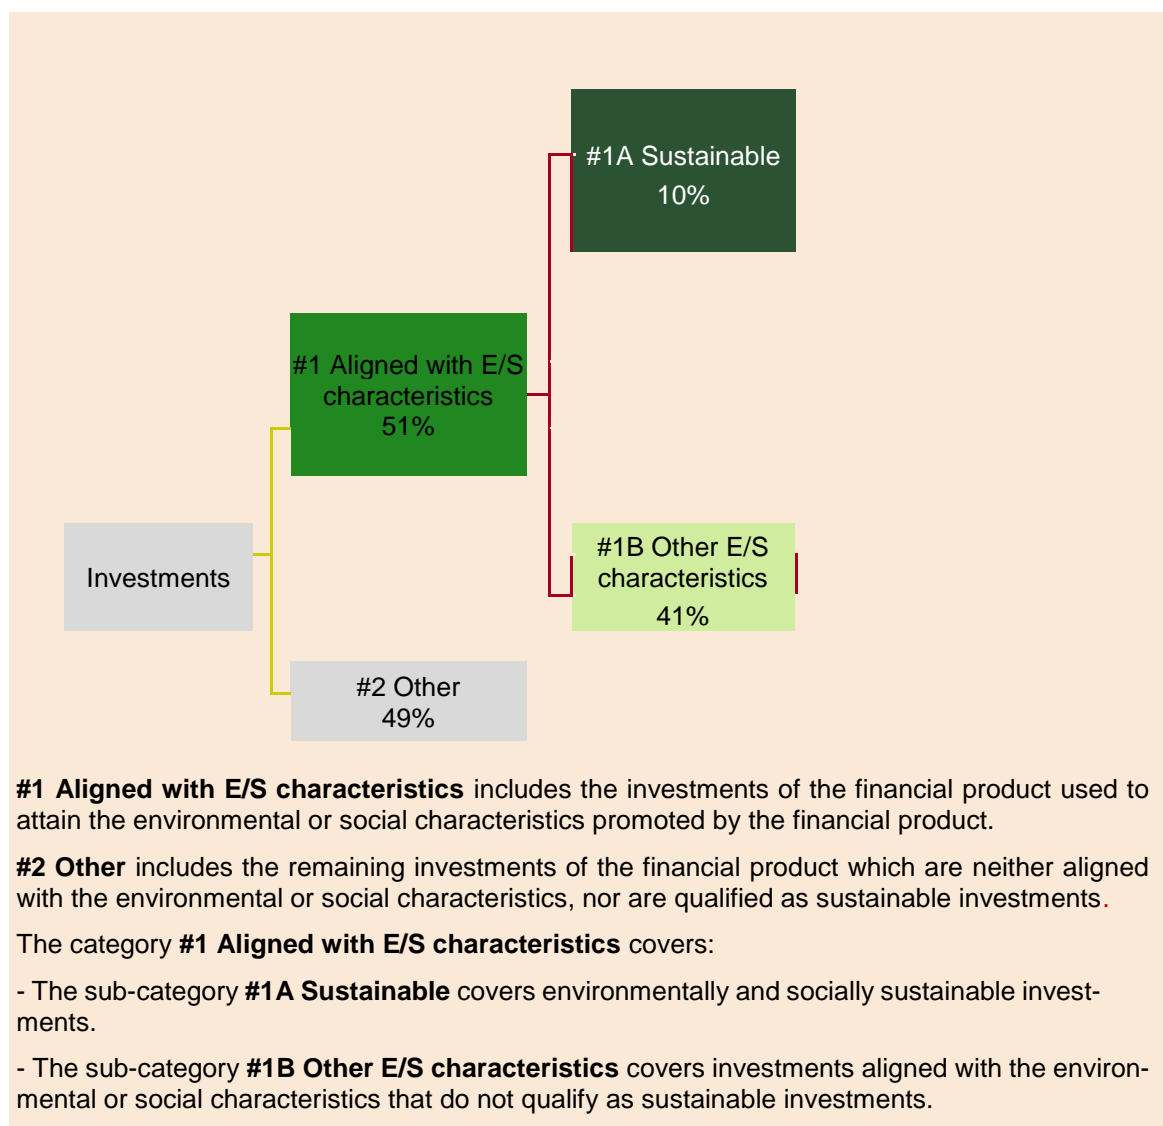 #1A Sustainable
10%
#1 Aligned with E/S
characteristics
51%
Investments
#1B Other E/S
characteristics
41%
#2 Other
49%
#1 Aligned with E/S characteristics includes the investments of the financial product used to
attain the environmental or social characteristics promoted by the financial product.
#2 Other includes the remaining investments of the financial product which are neither aligned
with the environmental or social characteristics, nor are qualified as sustainable investments.
The category #1 Aligned with E/S characteristics covers:
- The sub-category #1A Sustainable covers environmentally and socially sustainable invest-
ments.
- The sub-category #1B Other E/S characteristics covers investments aligned with the environ-
mental or social characteristics that do not qualify as sustainable investments.